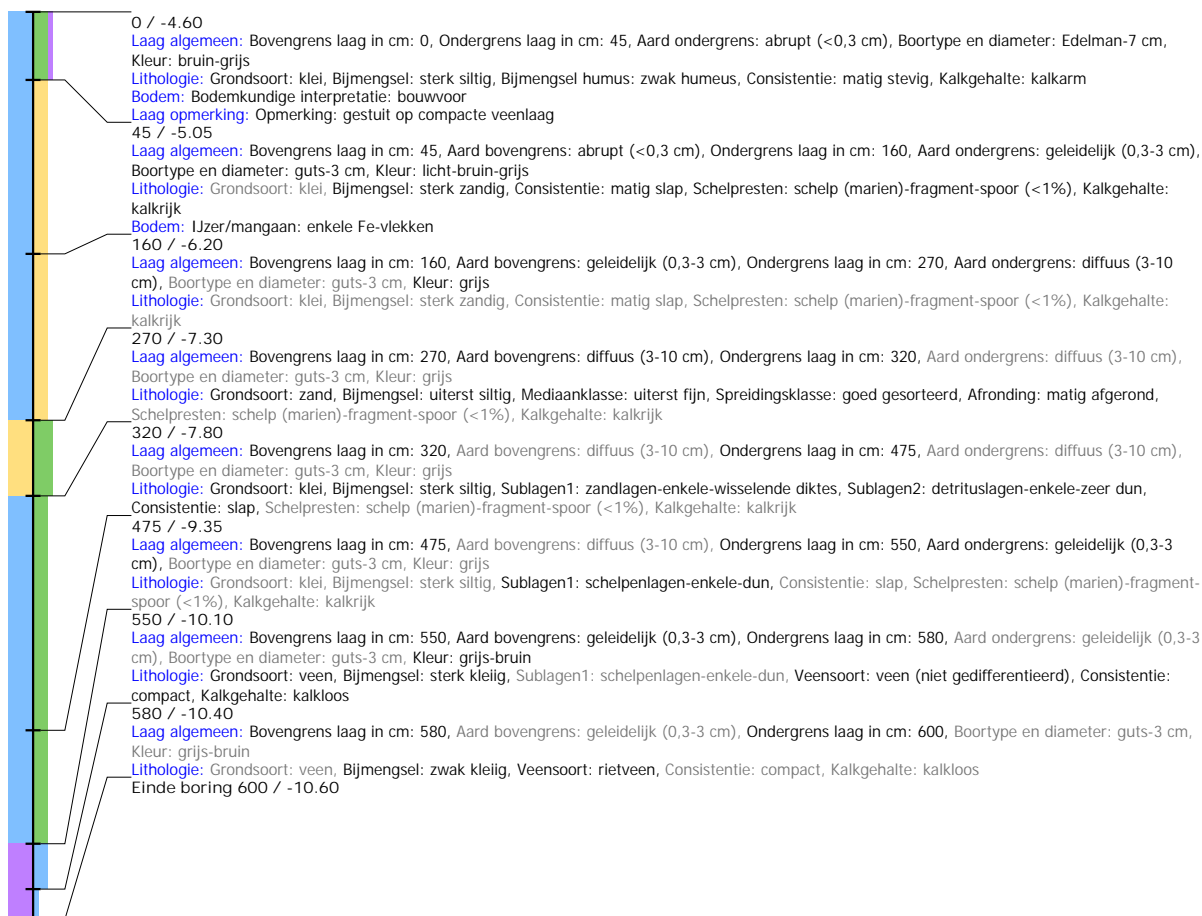 0 / -4.60
Laag algemeen: Bovengrens laag in cm: 0, Ondergrens laag in cm: 45, Aard ondergrens: abrupt (<0,3 cm), Boortype en diameter: Edelman-7 cm,
Kleur: bruin-grijs
Lithologie: Grondsoort: klei, Bijmengsel: sterk siltig, Bijmengsel humus: zwak humeus, Consistentie: matig stevig, Kalkgehalte: kalkarm
Bodem: Bodemkundige interpretatie: bouwvoor
Laag opmerking: Opmerking: gestuit op compacte veenlaag
45 / -5.05
Laag algemeen: Bovengrens laag in cm: 45, Aard bovengrens: abrupt (<0,3 cm), Ondergrens laag in cm: 160, Aard ondergrens: geleidelijk (0,3-3 cm),
Boortype en diameter: guts-3 cm, Kleur: licht-bruin-grijs
Lithologie: Grondsoort: klei, Bijmengsel: sterk zandig, Consistentie: matig slap, Schelpresten: schelp (marien)-fragment-spoor (<1%), Kalkgehalte:
kalkrijk
Bodem: IJzer/mangaan: enkele Fe-vlekken
160 / -6.20
Laag algemeen: Bovengrens laag in cm: 160, Aard bovengrens: geleidelijk (0,3-3 cm), Ondergrens laag in cm: 270, Aard ondergrens: diffuus (3-10
cm), Boortype en diameter: guts-3 cm, Kleur: grijs
Lithologie: Grondsoort: klei, Bijmengsel: sterk zandig, Consistentie: matig slap, Schelpresten: schelp (marien)-fragment-spoor (<1%), Kalkgehalte:
kalkrijk
270 / -7.30
Laag algemeen: Bovengrens laag in cm: 270, Aard bovengrens: diffuus (3-10 cm), Ondergrens laag in cm: 320, Aard ondergrens: diffuus (3-10 cm),
Boortype en diameter: guts-3 cm, Kleur: grijs
Lithologie: Grondsoort: zand, Bijmengsel: uiterst siltig, Mediaanklasse: uiterst fijn, Spreidingsklasse: goed gesorteerd, Afronding: matig afgerond,
Schelpresten: schelp (marien)-fragment-spoor (<1%), Kalkgehalte: kalkrijk
320 / -7.80
Laag algemeen: Bovengrens laag in cm: 320, Aard bovengrens: diffuus (3-10 cm), Ondergrens laag in cm: 475, Aard ondergrens: diffuus (3-10 cm),
Boortype en diameter: guts-3 cm, Kleur: grijs
Lithologie: Grondsoort: klei, Bijmengsel: sterk siltig, Sublagen1: zandlagen-enkele-wisselende diktes, Sublagen2: detrituslagen-enkele-zeer dun,
Consistentie: slap, Schelpresten: schelp (marien)-fragment-spoor (<1%), Kalkgehalte: kalkrijk
475 / -9.35
Laag algemeen: Bovengrens laag in cm: 475, Aard bovengrens: diffuus (3-10 cm), Ondergrens laag in cm: 550, Aard ondergrens: geleidelijk (0,3-3
cm), Boortype en diameter: guts-3 cm, Kleur: grijs
Lithologie: Grondsoort: klei, Bijmengsel: sterk siltig, Sublagen1: schelpenlagen-enkele-dun, Consistentie: slap, Schelpresten: schelp (marien)-fragment-
spoor (<1%), Kalkgehalte: kalkrijk
550 / -10.10
Laag algemeen: Bovengrens laag in cm: 550, Aard bovengrens: geleidelijk (0,3-3 cm), Ondergrens laag in cm: 580, Aard ondergrens: geleidelijk (0,3-3
cm), Boortype en diameter: guts-3 cm, Kleur: grijs-bruin
Lithologie: Grondsoort: veen, Bijmengsel: sterk kleiig, Sublagen1: schelpenlagen-enkele-dun, Veensoort: veen (niet gedifferentieerd), Consistentie:
compact, Kalkgehalte: kalkloos
580 / -10.40
Laag algemeen: Bovengrens laag in cm: 580, Aard bovengrens: geleidelijk (0,3-3 cm), Ondergrens laag in cm: 600, Boortype en diameter: guts-3 cm,
Kleur: grijs-bruin
Lithologie: Grondsoort: veen, Bijmengsel: zwak kleiig, Veensoort: rietveen, Consistentie: compact, Kalkgehalte: kalkloos
Einde boring 600 / -10.60